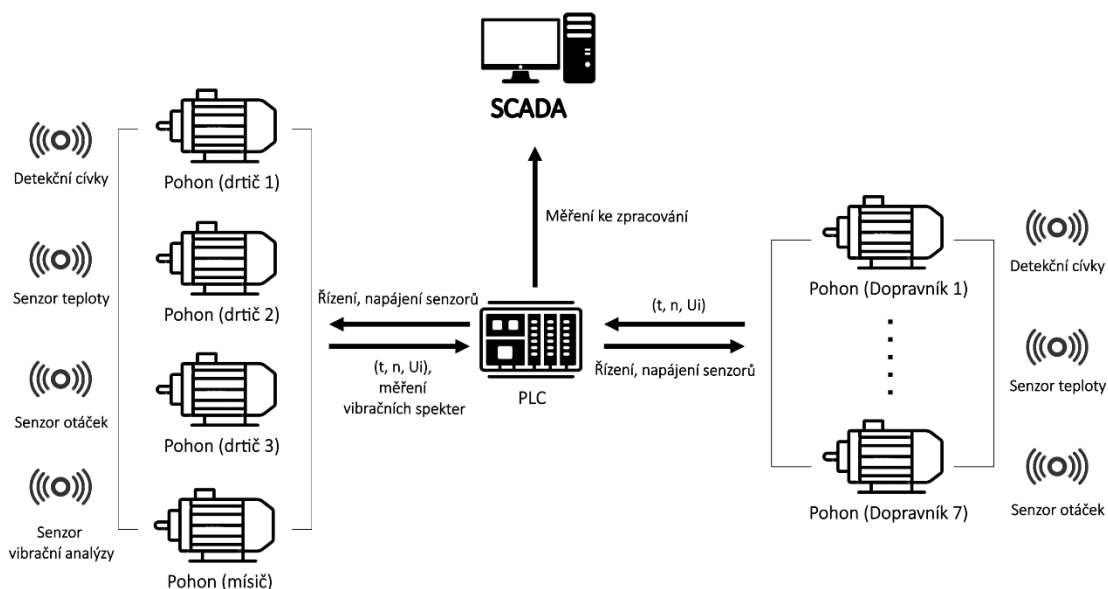 SCADA
Detekční cívky
Pohon (drtič 1)
Senzor teploty
Pohon (drtič 2)
Senzor otáček
Pohon (drtič 3)
Senzor
vibrační analýzy
Pohon (mísič)
Řízení, napájení senzorů
(t, n, Ui),
měření
vibračních spekter
Měření ke zpracování
PLC
(t, n, Ui)
Řízení, napájení senzorů
Pohon (Dopravník 1)
Pohon (Dopravník 7)
Detekční cívky
Senzor teploty
Senzor otáček